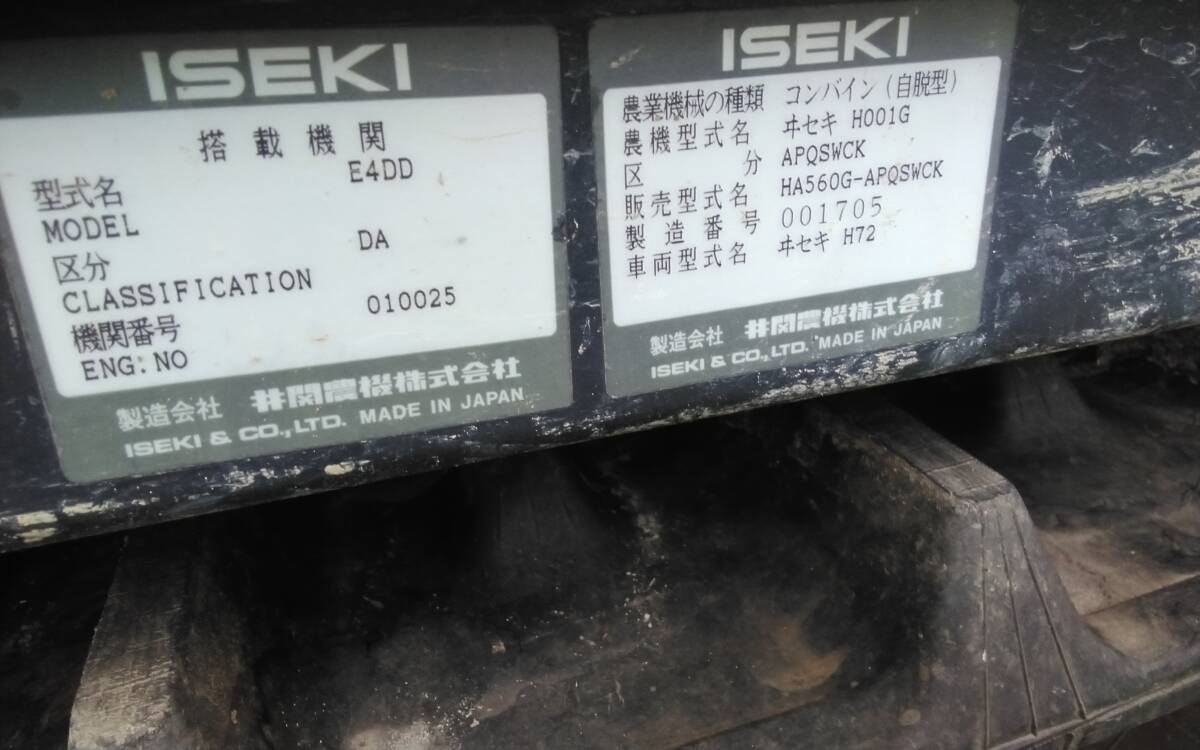 ISEKI
搭載機関
型式名 E4DD
MODEL
区分 DA
CLASSIFICATION
機関番号 010025
ENG.NO
製造会社 井関農機株式会社
ISEKI & CO.,LTD. MADE IN JAPAN
ISEKI
農業機械の種類 コンバイン(自脱型)
農機型式名 ヰセキ H001G
区分 APQSWCK
販売型式名 HA560G-APQSWCK
製造番号 001705
車両型式名 ヰセキ H72
製造会社 井関農機株式会社
ISEKI & CO.,LTD. MADE IN JAPAN